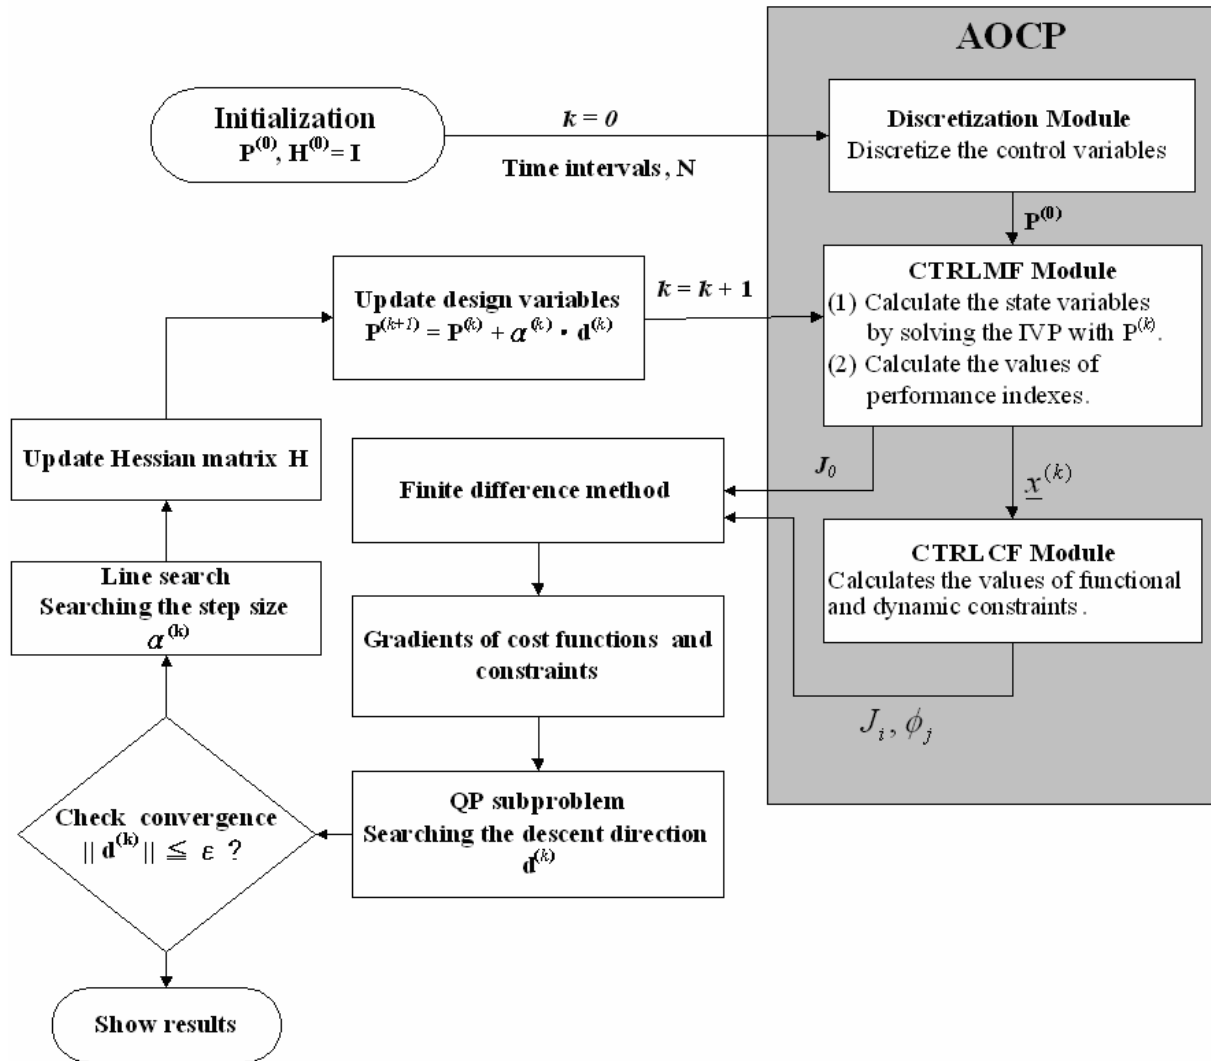 AOCP
Initialization
P^(0), H^(0) = I
k = 0
Time intervals, N
Discretization Module
Discretize the control variables
P^(0)
CTRLMF Module
(1) Calculate the state variables
by solving the IVP with P^(k).
(2) Calculate the values of
performance indexes.
Update design variables
P^(k+1) = P^(k) + α^(k) · d^(k)
k = k + 1
Update Hessian matrix H
Finite difference method
J_0
x^(k)
CTRLCF Module
Calculates the values of functional
and dynamic constraints.
Line search
Searching the step size
α^(k)
Gradients of cost functions and
constraints
J_i, ϕ_j
QP subproblem
Searching the descent direction
d^(k)
Check convergence
|| d^(k) || ≦ ε ?
Show results